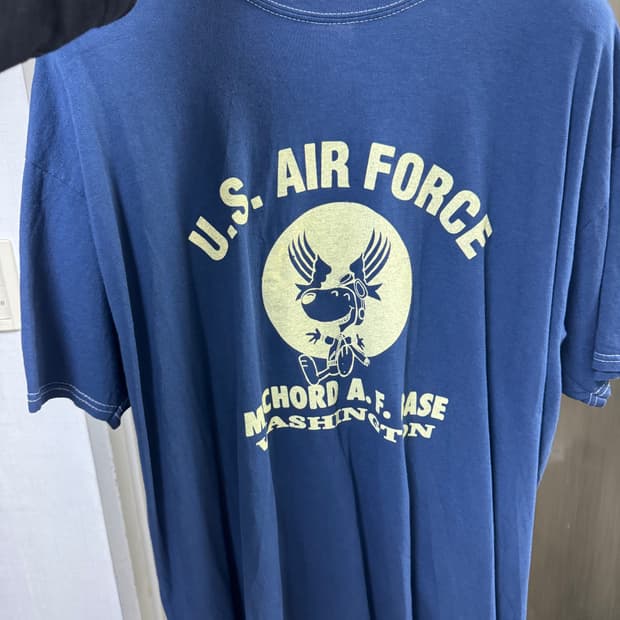 U.S. AIR FORCE
McCHORD A.F. BASE
WASHINGTON